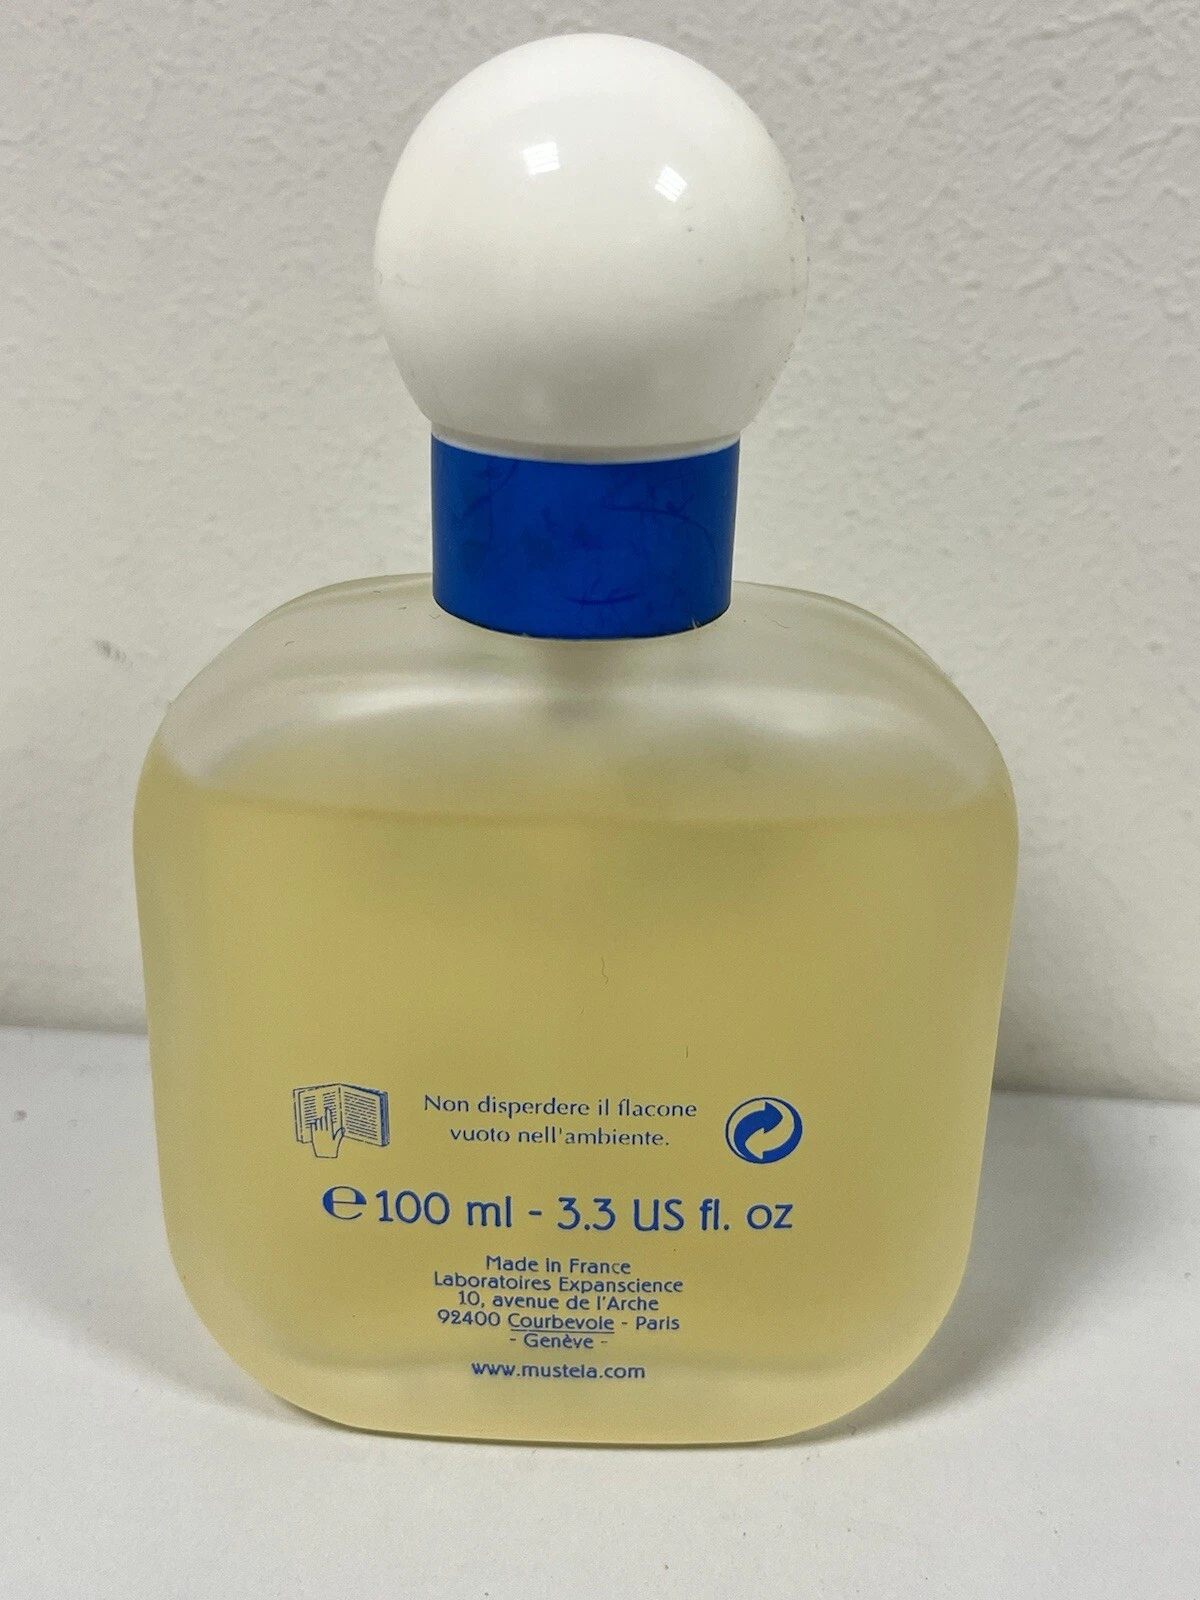 Non disperdere il flacone
vuoto nell'ambiente.
℮ 100 ml - 3.3 US fl. oz
Made in France
Laboratoires Expanscience
10, avenue de l'Arche
92400 Courbevoie - Paris
- Genève -
www.mustela.com